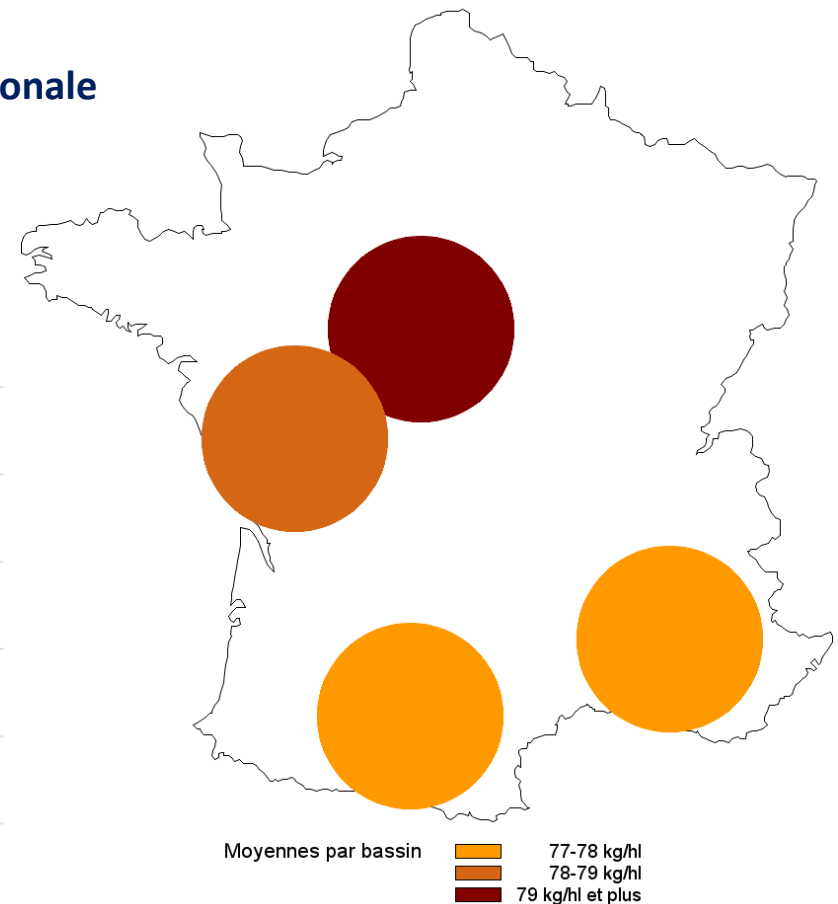 onale
Moyennes par bassin
77-78 kg/hl
78-79 kg/hl
79 kg/hl et plus